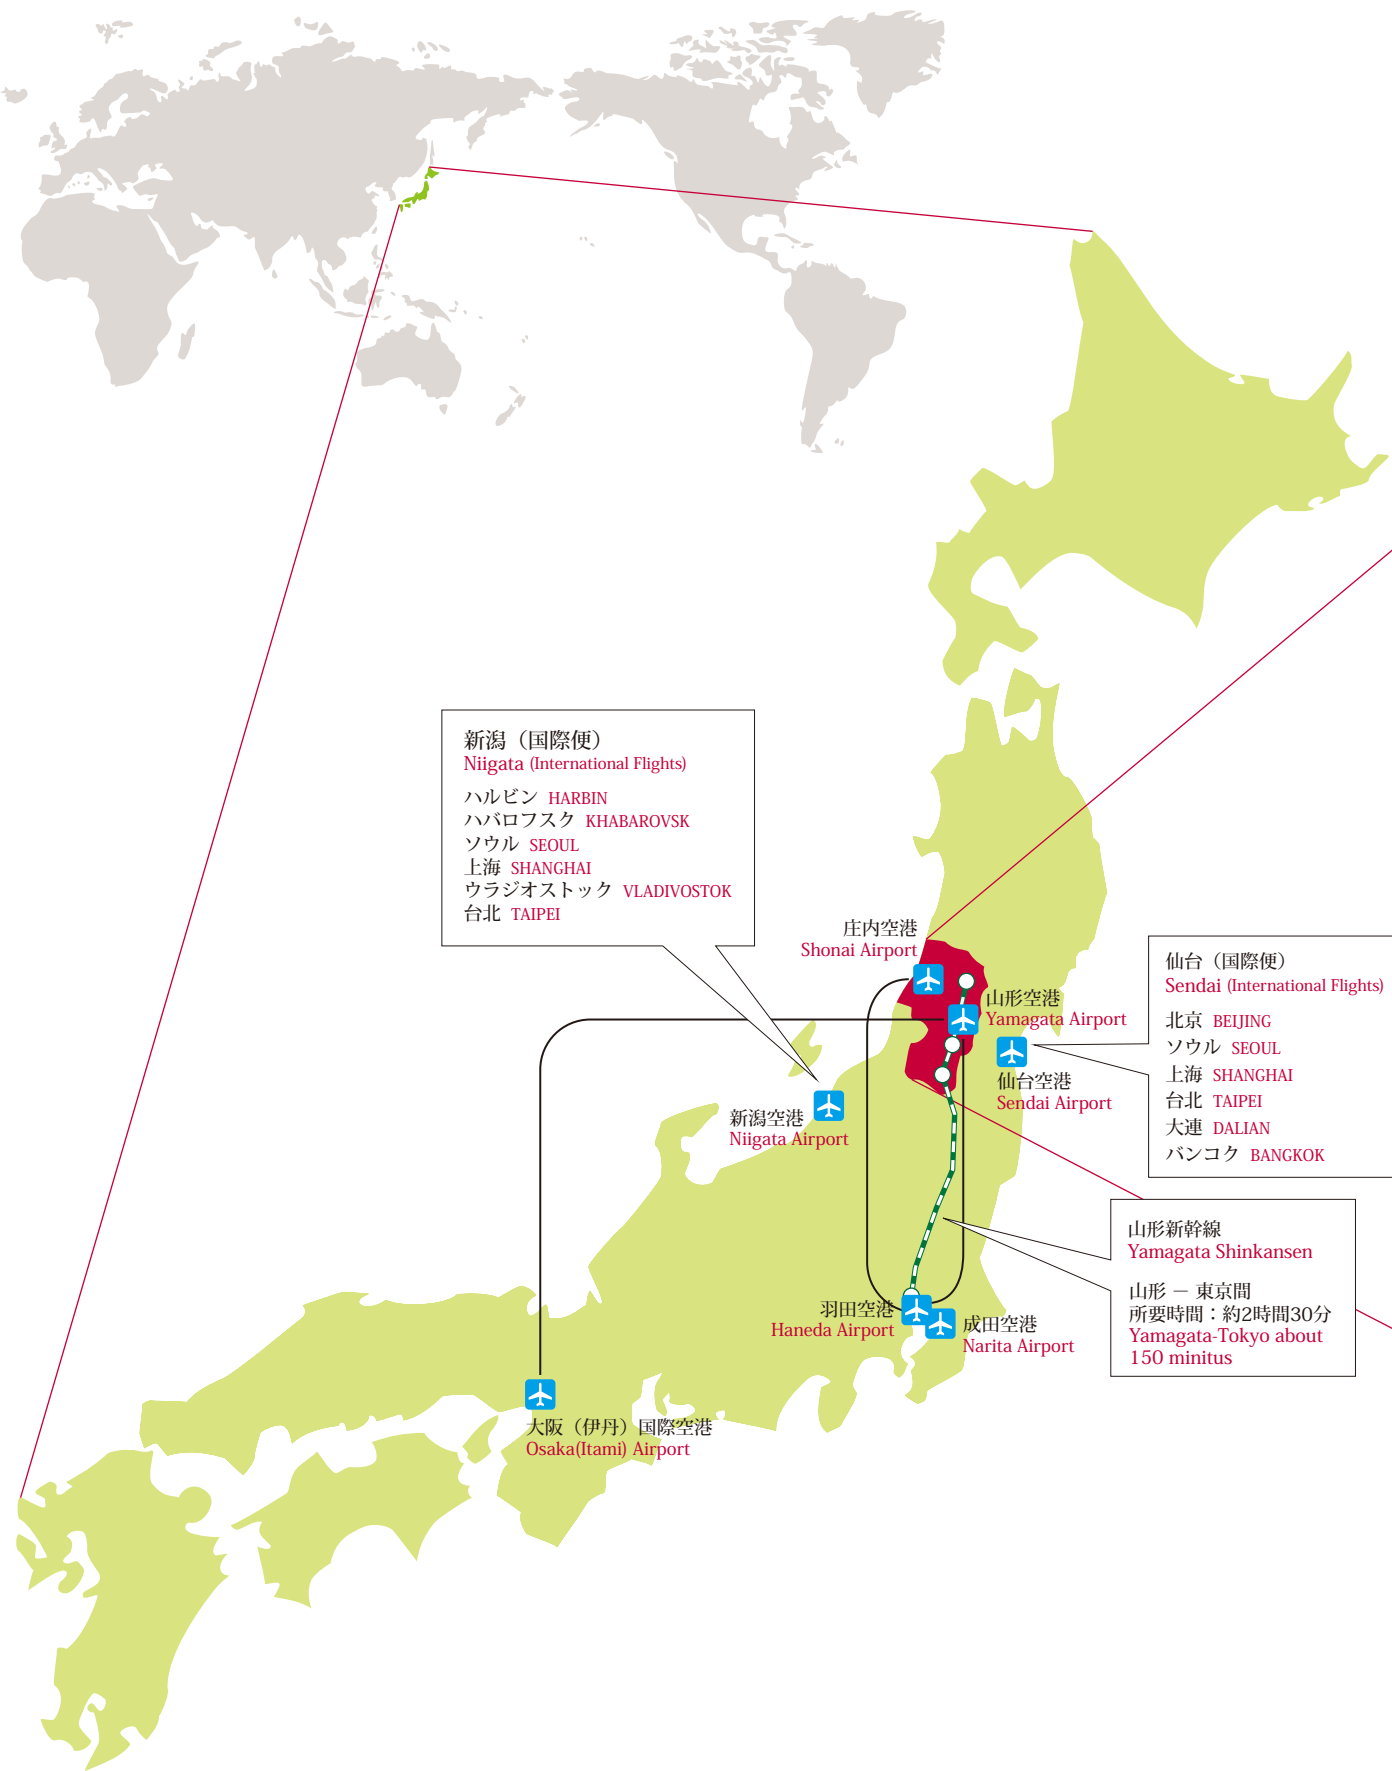 新潟（国際便）
Niigata (International Flights)
ハルビン HARBIN
ハバロフスク KHABAROVSK
ソウル SEOUL
上海 SHANGHAI
ウラジオストック VLADIVOSTOK
台北 TAIPEI
庄内空港
Shonai Airport
山形空港
Yamagata Airport
仙台（国際便）
Sendai (International Flights)
北京 BEIJING
ソウル SEOUL
上海 SHANGHAI
台北 TAIPEI
大連 DALIAN
バンコク BANGKOK
仙台空港
Sendai Airport
新潟空港
Niigata Airport
山形新幹線
Yamagata Shinkansen
山形 － 東京間
所要時間：約2時間30分
Yamagata-Tokyo about
150 minitus
羽田空港
Haneda Airport
成田空港
Narita Airport
大阪（伊丹）国際空港
Osaka(Itami) Airport